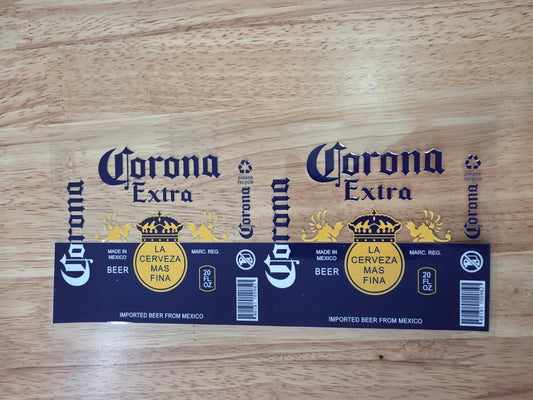 Corona
Extra
please
recycle
Corona
Corona
MADE IN
MEXICO
BEER
LA
CERVEZA
MAS
FINA
MARC. REG.
20
FL
OZ.
IMPORTED BEER FROM MEXICO
Corona
Extra
please
recycle
Corona
Corona
MADE IN
MEXICO
BEER
LA
CERVEZA
MAS
FINA
MARC. REG.
20
FL
OZ.
IMPORTED BEER FROM MEXICO